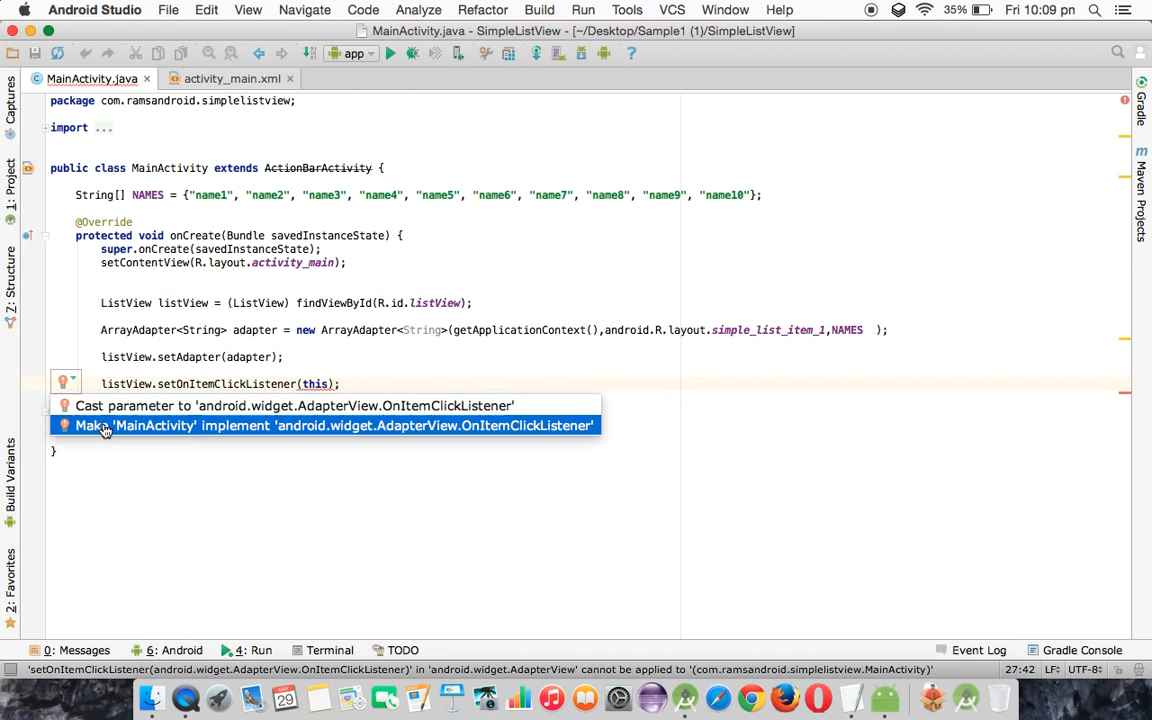 Android Studio File Edit View Navigate Code Analyze Refactor Build Run Tools VCS Window Help 35% Fri 10:09 pm
MainActivity.java - SimpleListView - [~/Desktop/Sample1 (1)/SimpleListView]
app
MainActivity.java activity_main.xml
Captures
1: Project
Z: Structure
Build Variants
2: Favorites
package com.ramsandroid.simplelistview;
import ...
public class MainActivity extends ActionBarActivity {
String[] NAMES = {"name1", "name2", "name3", "name4", "name5", "name6", "name7", "name8", "name9", "name10"};
@Override
protected void onCreate(Bundle savedInstanceState) {
super.onCreate(savedInstanceState);
setContentView(R.layout.activity_main);
ListView listView = (ListView) findViewById(R.id.listView);
ArrayAdapter<String> adapter = new ArrayAdapter<String>(getApplicationContext(),android.R.layout.simple_list_item_1,NAMES );
listView.setAdapter(adapter);
listView.setOnItemClickListener(this);
Cast parameter to 'android.widget.AdapterView.OnItemClickListener'
Make 'MainActivity' implement 'android.widget.AdapterView.OnItemClickListener'
}
Gradle
Maven Projects
0: Messages 6: Android 4: Run Terminal TODO Event Log Gradle Console
'setOnItemClickListener(android.widget.AdapterView.OnItemClickListener)' in 'android.widget.AdapterView' cannot be applied to '(com.ramsandroid.simplelistview.MainActivity)' 27:42 LF÷ UTF-8÷
MAY
29